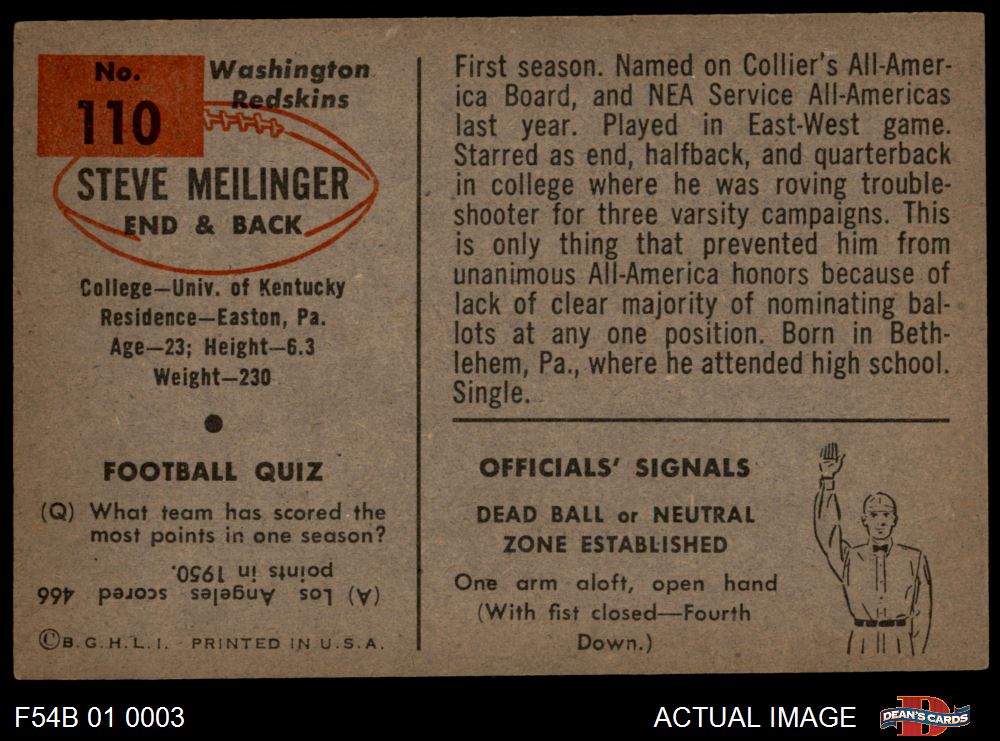 No.
110
Washington
Redskins
STEVE MEILINGER
END & BACK
College—Univ. of Kentucky
Residence—Easton, Pa.
Age—23; Height—6.3
Weight—230
FOOTBALL QUIZ
(Q) What team has scored the
most points in one season?
(A) Los Angeles scored 466
points in 1950.
©B.G.H.L.I. PRINTED IN U.S.A.
First season. Named on Collier's All-Amer-
ica Board, and NEA Service All-Americas
last year. Played in East-West game.
Starred as end, halfback, and quarterback
in college where he was roving trouble-
shooter for three varsity campaigns. This
is only thing that prevented him from
unanimous All-America honors because of
lack of clear majority of nominating bal-
lots at any one position. Born in Beth-
lehem, Pa., where he attended high school.
Single.
OFFICIALS' SIGNALS
DEAD BALL or NEUTRAL
ZONE ESTABLISHED
One arm aloft, open hand
(With fist closed—Fourth
Down.)
F54B 01 0003
ACTUAL IMAGE
DEAN'S CARDS